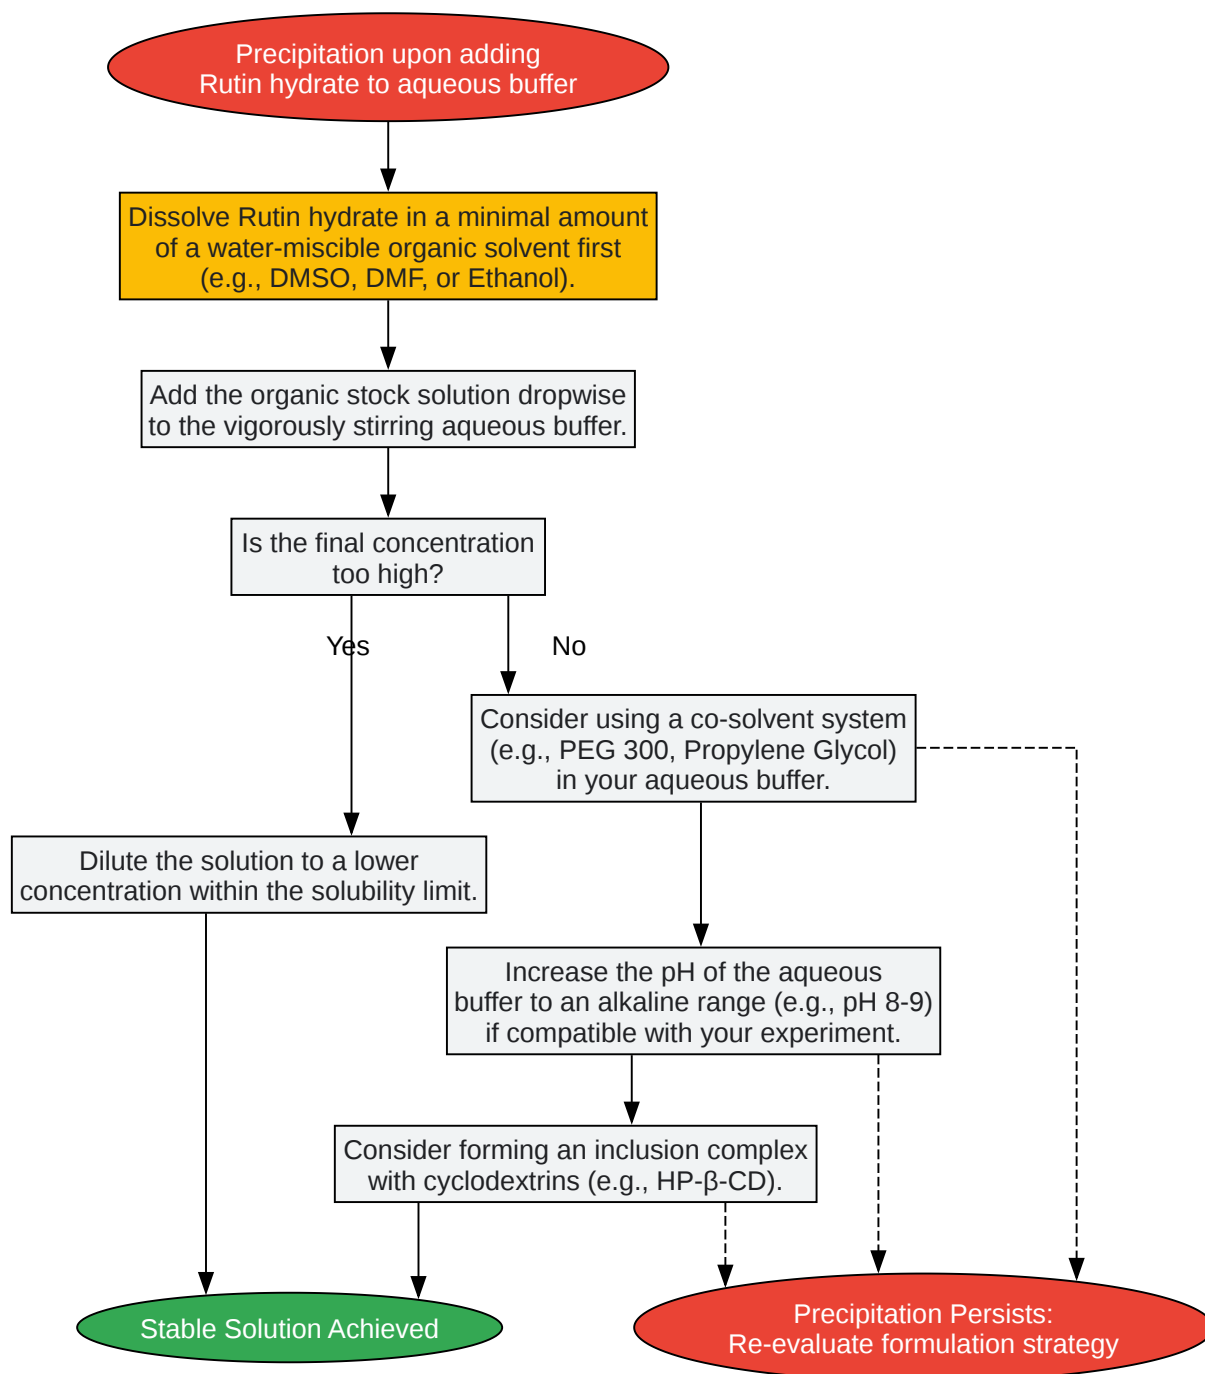 Precipitation upon adding
Rutin hydrate to aqueous buffer
Dissolve Rutin hydrate in a minimal amount
of a water-miscible organic solvent first
(e.g., DMSO, DMF, or Ethanol).
Add the organic stock solution dropwise
to the vigorously stirring aqueous buffer.
Is the final concentration
too high?
Yes
No
Consider using a co-solvent system
(e.g., PEG 300, Propylene Glycol)
in your aqueous buffer.
Dilute the solution to a lower
concentration within the solubility limit.
Increase the pH of the aqueous
buffer to an alkaline range (e.g., pH 8-9)
if compatible with your experiment.
Consider forming an inclusion complex
with cyclodextrins (e.g., HP-β-CD).
Stable Solution Achieved
Precipitation Persists:
Re-evaluate formulation strategy